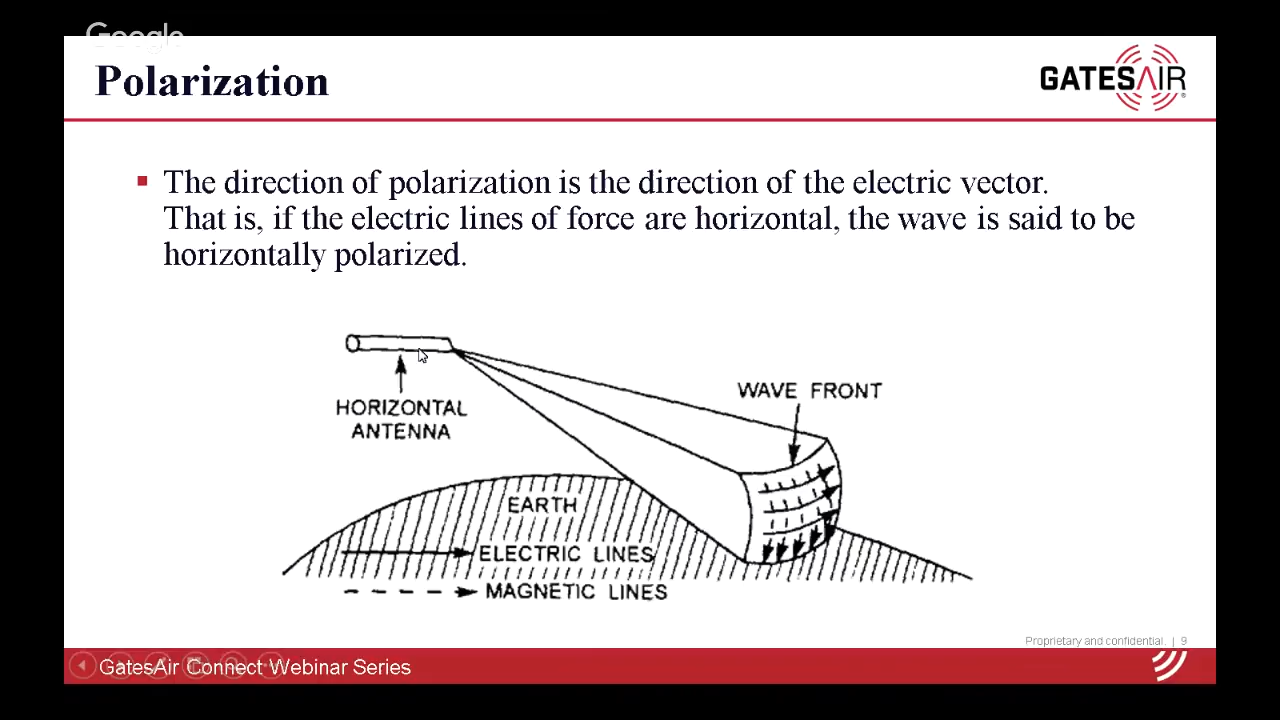 Google
Polarization
GATESAIR®
▪ The direction of polarization is the direction of the electric vector.
That is, if the electric lines of force are horizontal, the wave is said to be
horizontally polarized.
WAVE FRONT
HORIZONTAL
ANTENNA
EARTH
ELECTRIC LINES
MAGNETIC LINES
Proprietary and confidential. | 9
GatesAir Connect Webinar Series